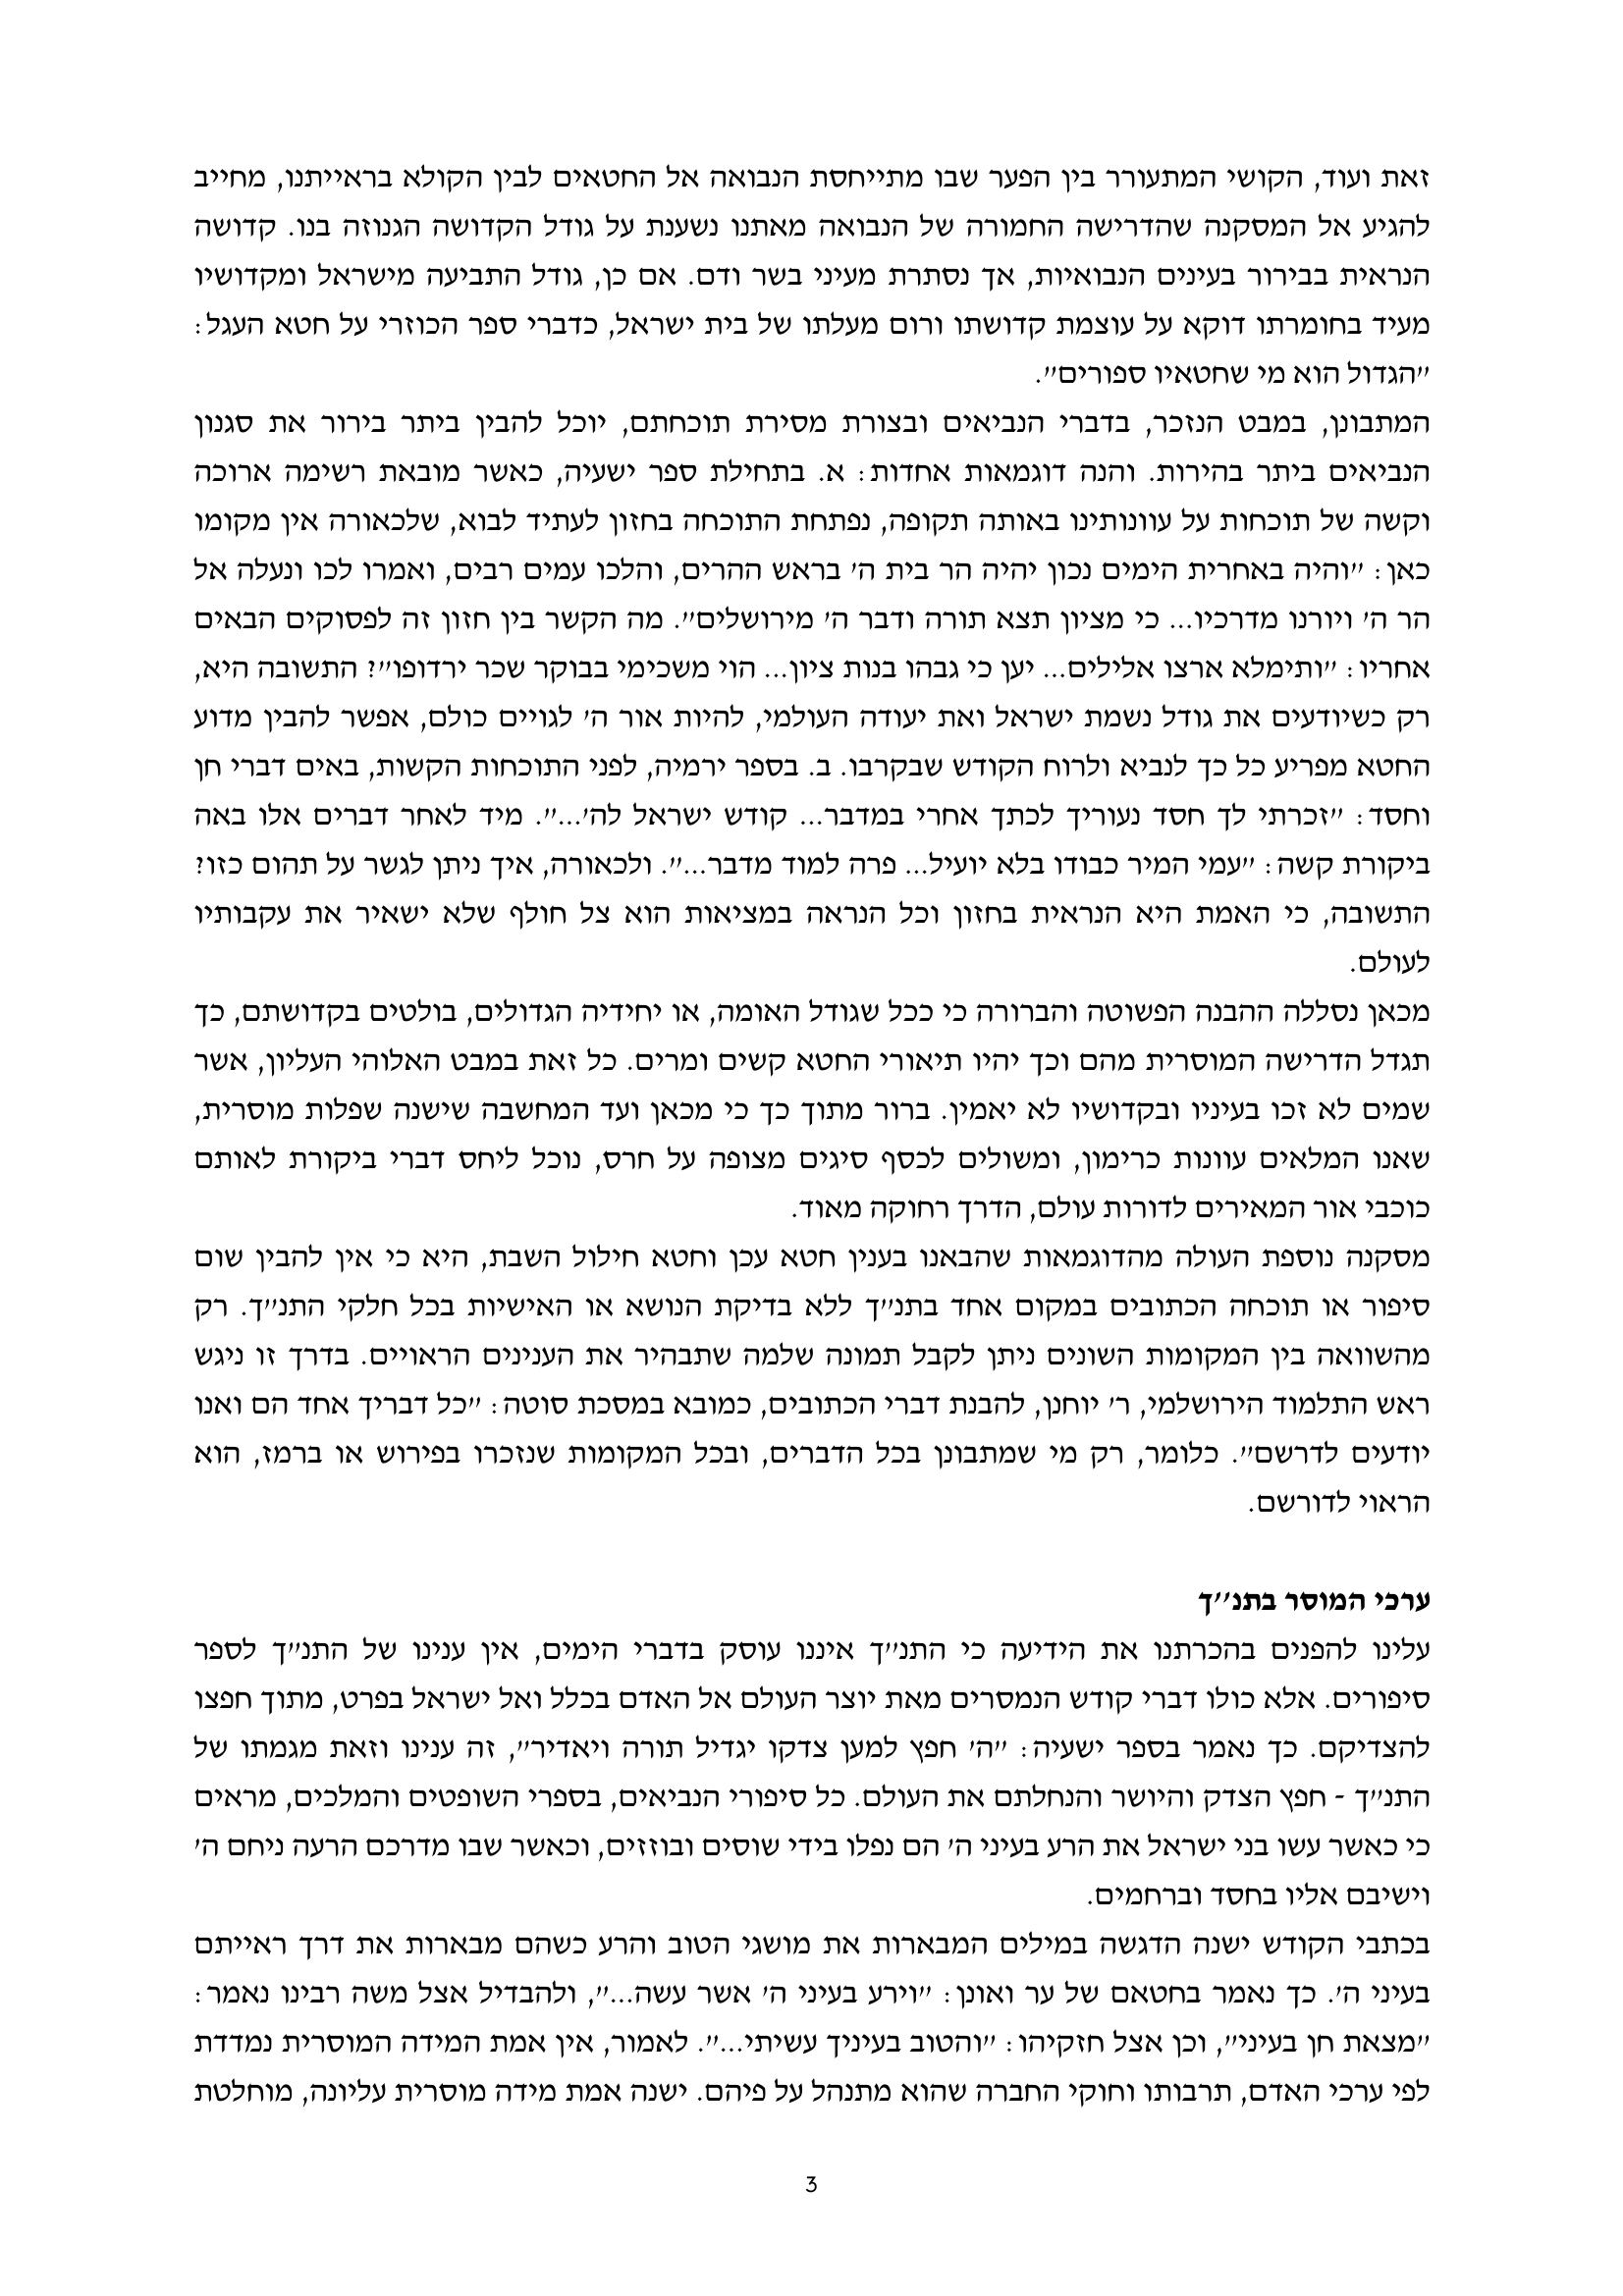 זאת ועוד, הקושי המתעורר בין הפער שבו מתייחסת הנבואה אל החטאים לבין הקולא בראייתנו, מחייב
להגיע אל המסקנה שהדרישה החמורה של הנבואה מאתנו נשענת על גודל הקדושה הגנוזה בנו. קדושה
הנראית בבירור בעינים הנבואיות, אך נסתרת מעיני בשר ודם. אם כן, גודל התביעה מישראל ומקדושיו
מעיד בחומרתו דוקא על עוצמת קדושתו ורום מעלתו של בית ישראל, כדברי ספר הכוזרי על חטא העגל:
"הגדול הוא מי שחטאיו ספורים".
המתבונן, במבט הנזכר, בדברי הנביאים ובצורת מסירת תוכחתם, יוכל להבין ביתר בירור את סגנון
הנביאים ביתר בהירות. והנה דוגמאות אחדות: א. בתחילת ספר ישעיה, כאשר מובאת רשימה ארוכה
וקשה של תוכחות על עוונותינו באותה תקופה, נפתחת התוכחה בחזון לעתיד לבוא, שלכאורה אין מקומו
כאן: "והיה באחרית הימים נכון יהיה הר בית ה' בראש ההרים, והלכו עמים רבים, ואמרו לכו ונעלה אל
הר ה' ויורנו מדרכיו... כי מציון תצא תורה ודבר ה' מירושלים". מה הקשר בין חזון זה לפסוקים הבאים
אחריו: "ותימלא ארצו אלילים... יען כי גבהו בנות ציון... הוי משכימי בבוקר שכר ירדופו"? התשובה היא,
רק כשיודעים את גודל נשמת ישראל ואת יעודה העולמי, להיות אור ה' לגויים כולם, אפשר להבין מדוע
החטא מפריע כל כך לנביא ולרוח הקודש שבקרבו. ב. בספר ירמיה, לפני התוכחות הקשות, באים דברי חן
וחסד: "זכרתי לך חסד נעוריך לכתך אחרי במדבר... קודש ישראל לה'...". מיד לאחר דברים אלו באה
ביקורת קשה: "עמי המיר כבודו בלא יועיל... פרה למוד מדבר...". ולכאורה, איך ניתן לגשר על תהום כזו?
התשובה, כי האמת היא הנראית בחזון וכל הנראה במציאות הוא צל חולף שלא ישאיר את עקבותיו
לעולם.
מכאן נסללה ההבנה הפשוטה והברורה כי ככל שגודל האומה, או יחידיה הגדולים, בולטים בקדושתם, כך
תגדל הדרישה המוסרית מהם וכך יהיו תיאורי החטא קשים ומרים. כל זאת במבט האלוהי העליון, אשר
שמים לא זכו בעיניו ובקדושיו לא יאמין. ברור מתוך כך כי מכאן ועד המחשבה שישנה שפלות מוסרית,
שאנו המלאים עוונות כרימון, ומשולים לכסף סיגים מצופה על חרס, נוכל ליחס דברי ביקורת לאותם
כוכבי אור המאירים לדורות עולם, הדרך רחוקה מאוד.
מסקנה נוספת העולה מהדוגמאות שהבאנו בענין חטא עכן וחטא חילול השבת, היא כי אין להבין שום
סיפור או תוכחה הכתובים במקום אחד בתנ"ך ללא בדיקת הנושא או האישיות בכל חלקי התנ"ך. רק
מהשוואה בין המקומות השונים ניתן לקבל תמונה שלמה שתבהיר את הענינים הראויים. בדרך זו ניגש
ראש התלמוד הירושלמי, ר' יוחנן, להבנת דברי הכתובים, כמובא במסכת סוטה: "כל דבריך אחד הם ואנו
יודעים לדרשם". כלומר, רק מי שמתבונן בכל הדברים, ובכל המקומות שנזכרו בפירוש או ברמז, הוא
הראוי לדורשם.
ערכי המוסר בתנ"ך
עלינו להפנים בהכרתנו את הידיעה כי התנ"ך איננו עוסק בדברי הימים, אין ענינו של התנ"ך לספר
סיפורים. אלא כולו דברי קודש הנמסרים מאת יוצר העולם אל האדם בכלל ואל ישראל בפרט, מתוך חפצו
להצדיקם. כך נאמר בספר ישעיה: "ה' חפץ למען צדקו יגדיל תורה ויאדיר", זה ענינו וזאת מגמתו של
התנ"ך - חפץ הצדק והיושר והנחלתם את העולם. כל סיפורי הנביאים, בספרי השופטים והמלכים, מראים
כי כאשר עשו בני ישראל את הרע בעיני ה' הם נפלו בידי שוסים ובוזזים, וכאשר שבו מדרכם הרעה ניחם ה'
וישיבם אליו בחסד וברחמים.
בכתבי הקודש ישנה הדגשה במילים המבארות את מושגי הטוב והרע כשהם מבארות את דרך ראייתם
בעיני ה'. כך נאמר בחטאם של ער ואונן: "וירע בעיני ה' אשר עשה...", ולהבדיל אצל משה רבינו נאמר:
"מצאת חן בעיני", וכן אצל חזקיהו: "והטוב בעיניך עשיתי...". לאמור, אין אמת המידה המוסרית נמדדת
לפי ערכי האדם, תרבותו וחוקי החברה שהוא מתנהל על פיהם. ישנה אמת מידה מוסרית עליונה, מוחלטת
3